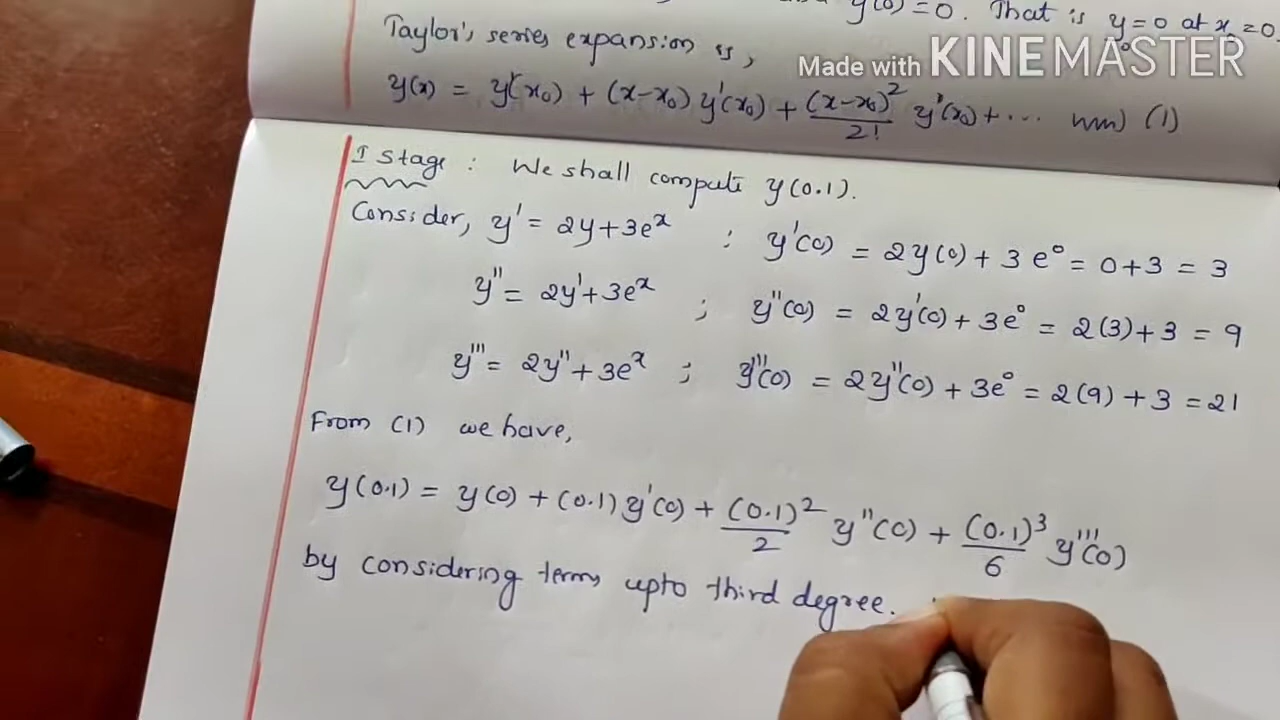 y(0) = 0. That is y = 0 at x = 0.
Taylor's series expansion is,
Made with KINEMASTER
y(x) = y(x₀) + (x-x₀) y'(x₀) + (x-x₀)²/2! y''(x₀) + ... (1)
I stage : We shall compute y(0.1).
Consider, y' = 2y+3eˣ : y'(0) = 2y(0) + 3e⁰ = 0+3 = 3
y'' = 2y'+3eˣ ; y''(0) = 2y'(0) + 3e⁰ = 2(3)+3 = 9
y''' = 2y''+3eˣ ; y'''(0) = 2y''(0) + 3e⁰ = 2(9) + 3 = 21
From (1) we have,
y(0.1) = y(0) + (0.1) y'(0) + (0.1)²/2 y''(0) + (0.1)³/6 y'''(0)
by considering terms upto third degree.